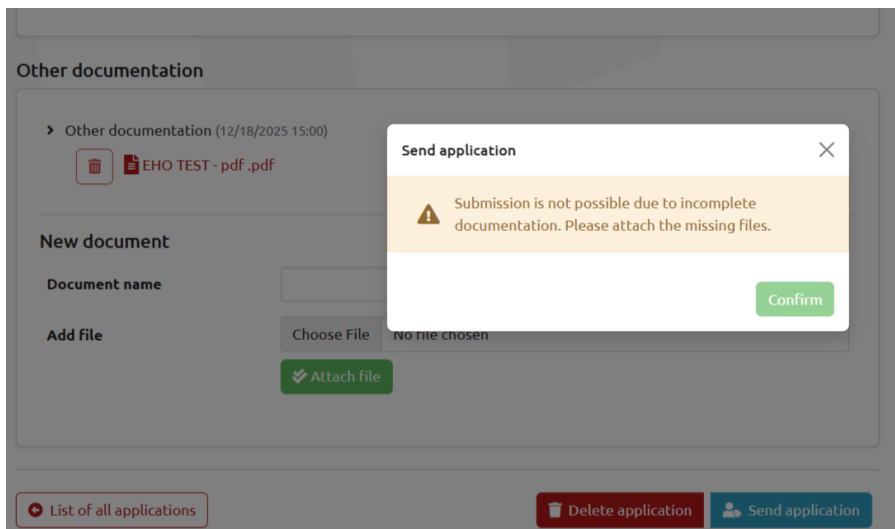 Other documentation
Other documentation (12/18/2025 15:00)
EHO TEST - pdf .pdf
Send application
Submission is not possible due to incomplete
documentation. Please attach the missing files.
Confirm
New document
Document name
Add file
Choose File No file chosen
Attach file
List of all applications
Delete application
Send application